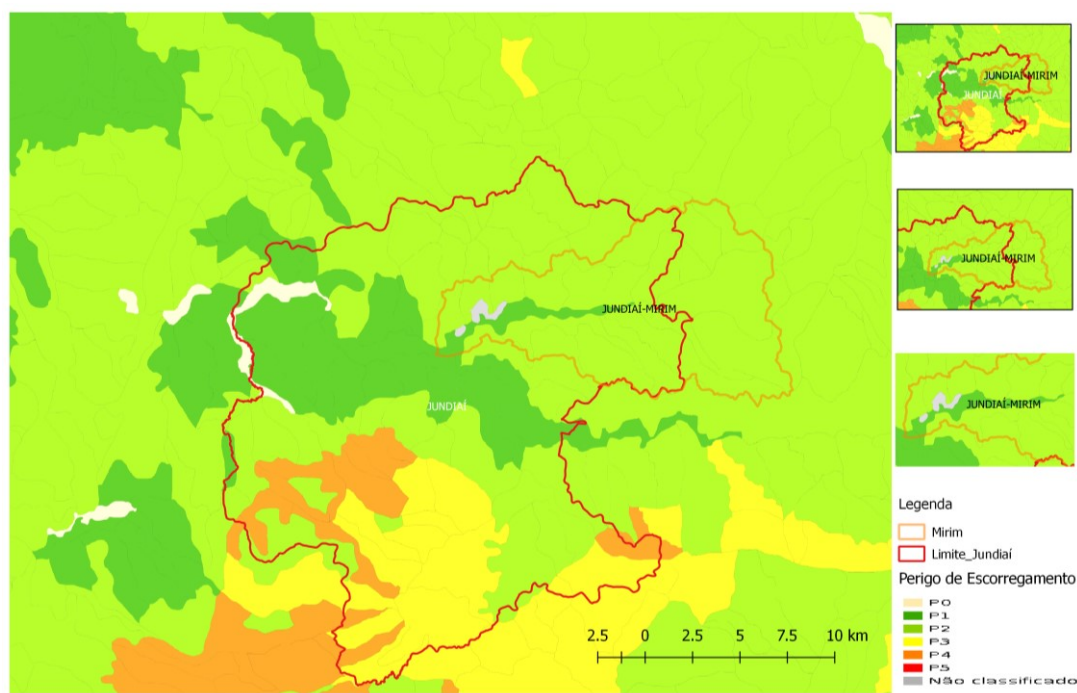 JUNDIAÍ-MIRIM
JUNDIAÍ
JUNDIAÍ-MIRIM
JUNDIAÍ-MIRIM
JUNDIAÍ
JUNDIAÍ-MIRIM
2.5 0 2.5 5 7.5 10 km
Legenda
Mirim
Limite_Jundiaí
Perigo de Escorregamento
P0
P1
P2
P3
P4
P5
Não classificado